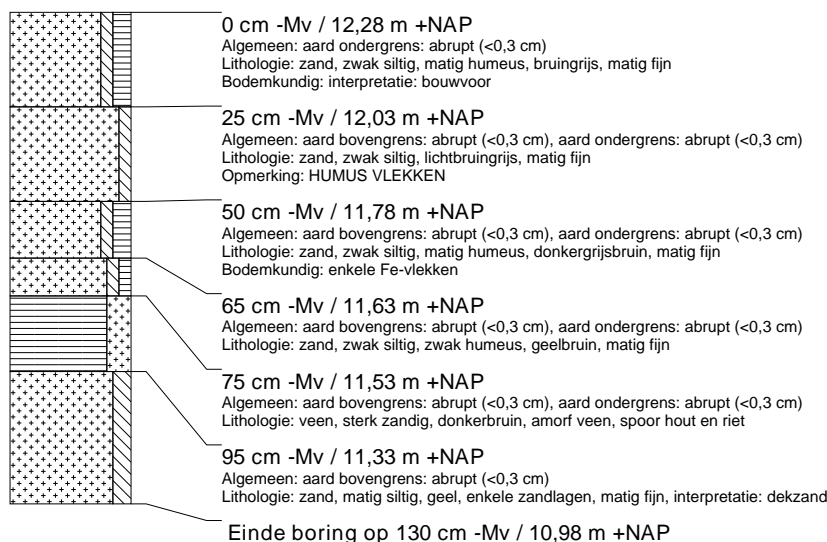 0 cm -Mv / 12,28 m +NAP
Algemeen: aard ondergrens: abrupt (<0,3 cm)
Lithologie: zand, zwak siltig, matig humeus, bruingrijs, matig fijn
Bodemkundig: interpretatie: bouwvoor
25 cm -Mv / 12,03 m +NAP
Algemeen: aard bovengrens: abrupt (<0,3 cm), aard ondergrens: abrupt (<0,3 cm)
Lithologie: zand, zwak siltig, lichtbruingrijs, matig fijn
Opmerking: HUMUS VLEKKEN
50 cm -Mv / 11,78 m +NAP
Algemeen: aard bovengrens: abrupt (<0,3 cm), aard ondergrens: abrupt (<0,3 cm)
Lithologie: zand, zwak siltig, matig humeus, donkergrijsbruin, matig fijn
Bodemkundig: enkele Fe-vlekken
65 cm -Mv / 11,63 m +NAP
Algemeen: aard bovengrens: abrupt (<0,3 cm), aard ondergrens: abrupt (<0,3 cm)
Lithologie: zand, zwak siltig, zwak humeus, geelbruin, matig fijn
75 cm -Mv / 11,53 m +NAP
Algemeen: aard bovengrens: abrupt (<0,3 cm), aard ondergrens: abrupt (<0,3 cm)
Lithologie: veen, sterk zandig, donkerbruin, amorf veen, spoor hout en riet
95 cm -Mv / 11,33 m +NAP
Algemeen: aard bovengrens: abrupt (<0,3 cm)
Lithologie: zand, matig siltig, geel, enkele zandlagen, matig fijn, interpretatie: dekzand
Einde boring op 130 cm -Mv / 10,98 m +NAP